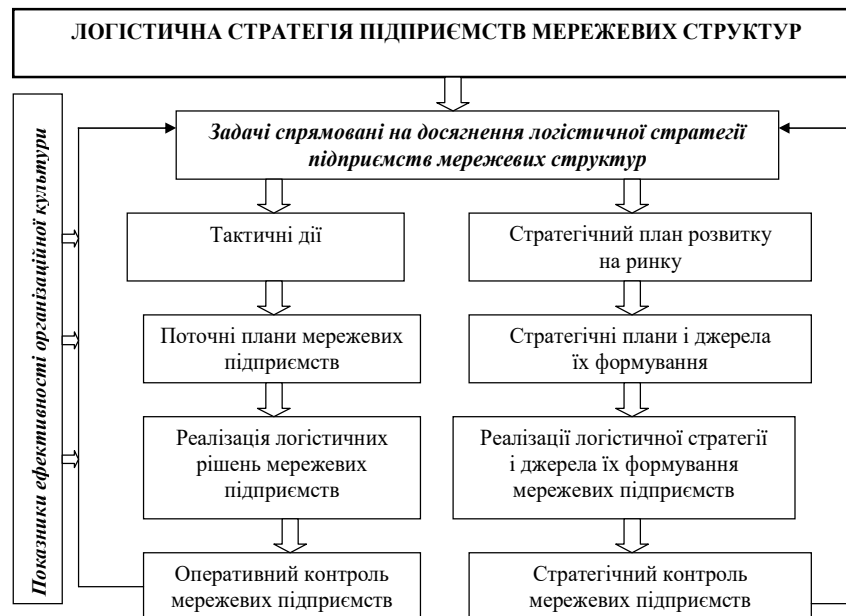 ЛОГІСТИЧНА СТРАТЕГІЯ ПІДПРИЄМСТВ МЕРЕЖЕВИХ СТРУКТУР
Показники ефективності організаційної культури
Задачі спрямовані на досягнення логістичної стратегії
підприємств мережевих структур
Тактичні дії
Стратегічний план розвитку
на ринку
Поточні плани мережевих
підприємств
Стратегічні плани і джерела
їх формування
Реалізація логістичних
рішень мережевих
підприємств
Реалізації логістичної стратегії
і джерела їх формування
мережевих підприємств
Оперативний контроль
мережевих підприємств
Стратегічний контроль
мережевих підприємств